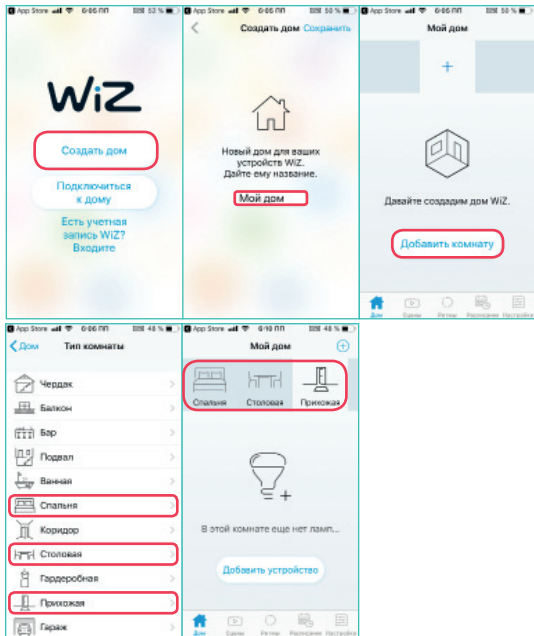 App Store 6:06 ПП 52 %
WiZ
Создать дом
Подключиться
к дому
Есть учетная
запись WiZ?
Входите
App Store 6:06 ПП 50 %
Создать дом Сохранить
Новый дом для ваших
устройств WiZ.
Дайте ему название.
Мой дом
App Store 6:06 ПП 50 %
Мой дом
+
Давайте создадим дом WiZ.
Добавить комнату
Дом Сцены Ритмы Расписание Настройки
App Store 6:06 ПП 48 %
Дом Тип комнаты
Чердак
Балкон
Бар
Подвал
Ванная
Спальня
Коридор
Столовая
Гардеробная
Прихожая
Гараж
App Store 6:10 ПП 48 %
Мой дом
Спальня Столовая Прихожая
В этой комнате еще нет ламп...
Добавить устройство
Дом Сцены Ритмы Расписание Настройки